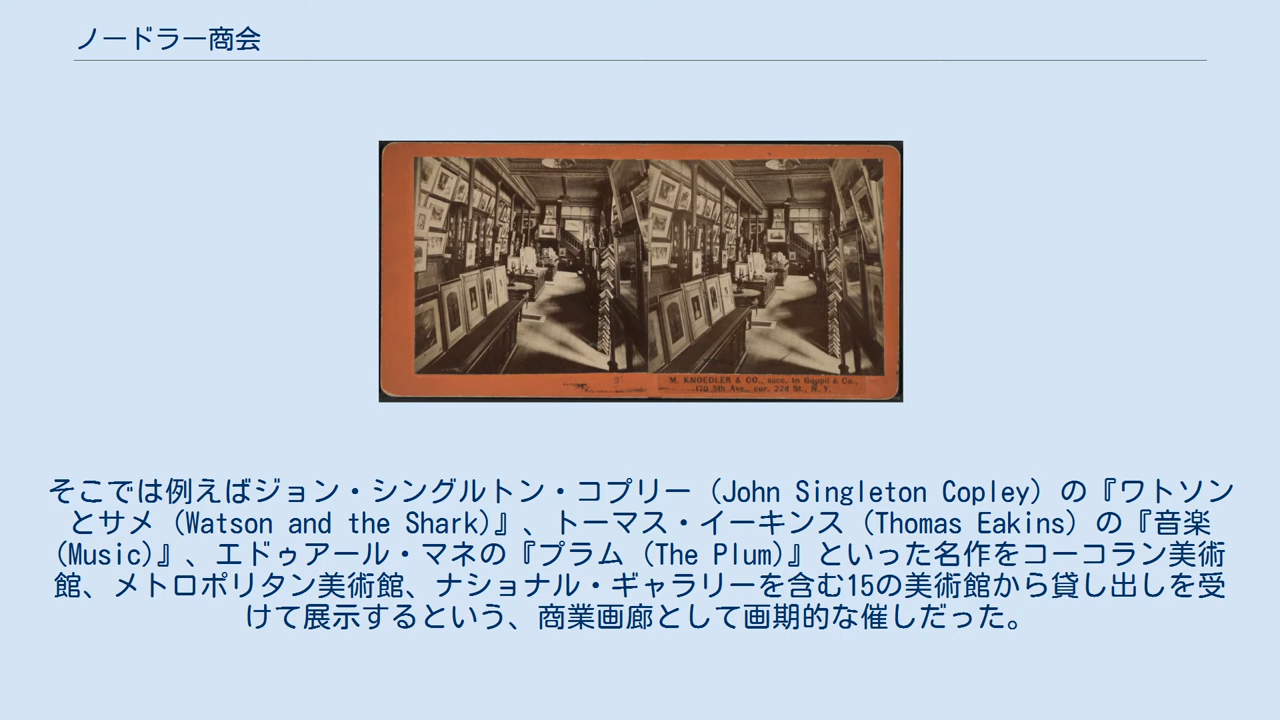 ノードラー商会
M. KNOEDLER & CO., succ. to Goupil & Co.,
170 5th Ave., cor. 22d St., N. Y.
そこでは例えばジョン・シングルトン・コプリー（John Singleton Copley）の『ワトソン
とサメ（Watson and the Shark)』、トーマス・イーキンス（Thomas Eakins）の『音楽
(Music)』、エドゥアール・マネの『プラム（The Plum)』といった名作をコーコラン美術
館、メトロポリタン美術館、ナショナル・ギャラリーを含む15の美術館から貸し出しを受
けて展示するという、商業画廊として画期的な催しだった。